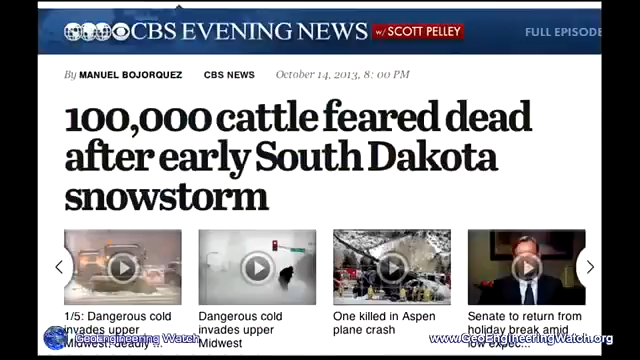 CBS EVENING NEWS W/ SCOTT PELLEY FULL EPISODE
By MANUEL BOJORQUEZ CBS NEWS October 14, 2013, 8:00 PM
100,000 cattle feared dead
after early South Dakota
snowstorm
1/5: Dangerous cold
invades upper
Midwest; deadly ...
Dangerous cold
invades upper
Midwest
One killed in Aspen
plane crash
Senate to return from
holiday break amid
low expec...
GeoEngineering Watch
www.GeoEngineeringWatch.org